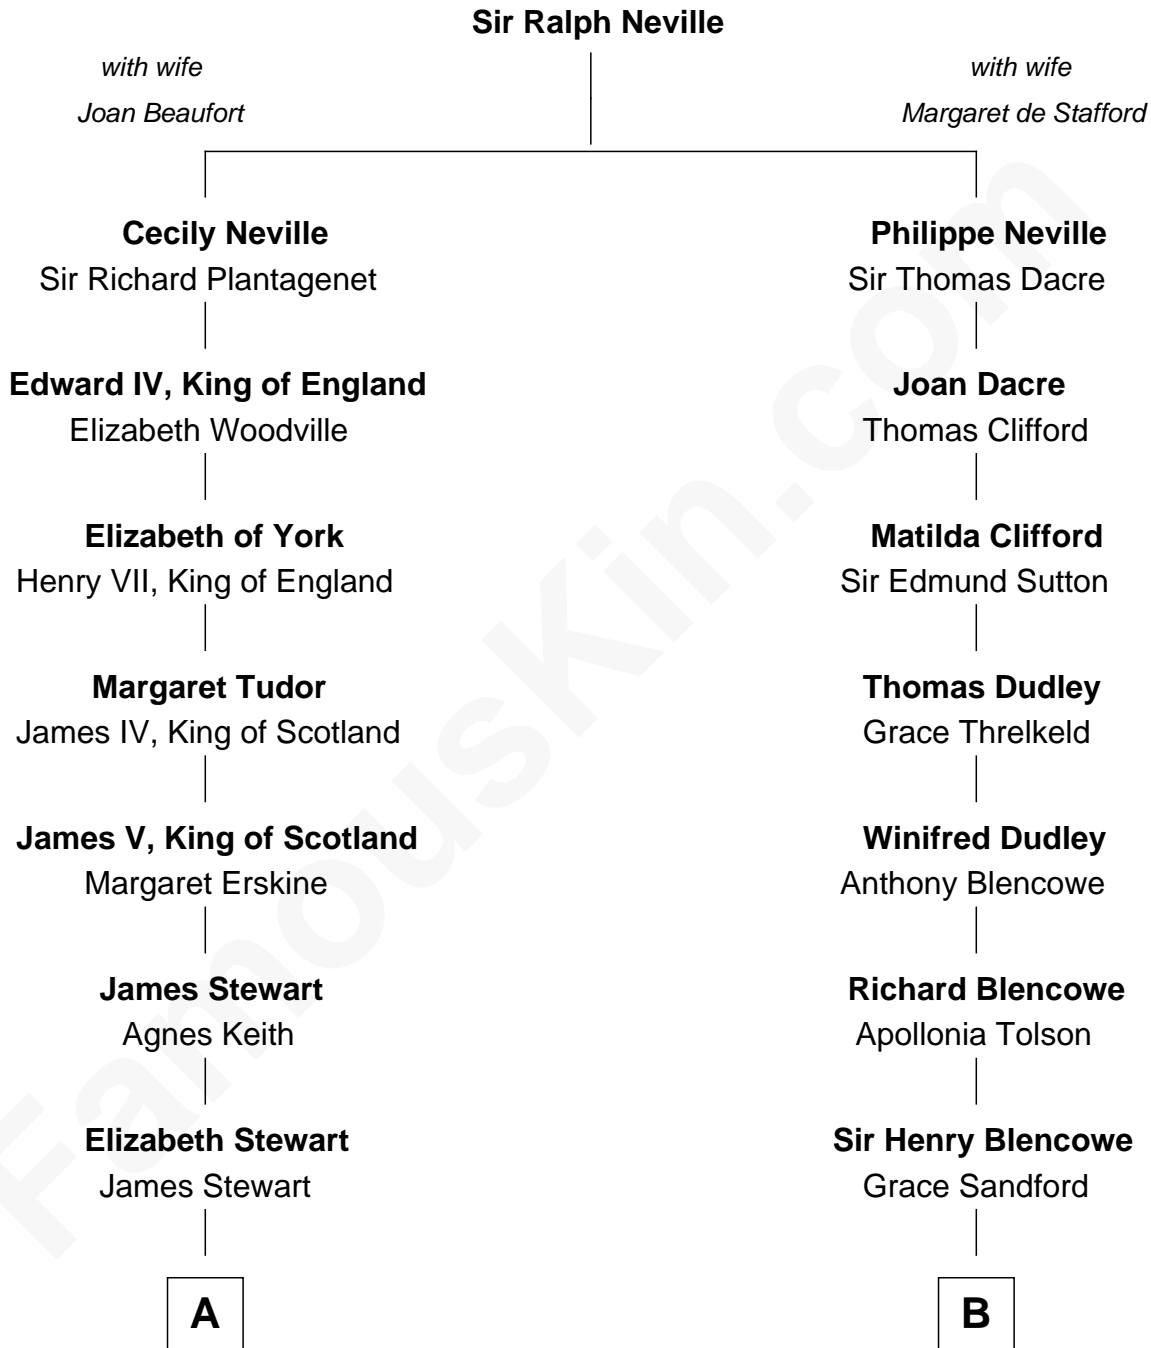 Sir Ralph Neville
with wife
Joan Beaufort
with wife
Margaret de Stafford
Cecily Neville
Sir Richard Plantagenet
Philippe Neville
Sir Thomas Dacre
Edward IV, King of England
Elizabeth Woodville
Joan Dacre
Thomas Clifford
Elizabeth of York
Henry VII, King of England
Matilda Clifford
Sir Edmund Sutton
Margaret Tudor
James IV, King of Scotland
Thomas Dudley
Grace Threlkeld
James V, King of Scotland
Margaret Erskine
Winifred Dudley
Anthony Blencowe
James Stewart
Agnes Keith
Richard Blencowe
Apollonia Tolson
Elizabeth Stewart
James Stewart
Sir Henry Blencowe
Grace Sandford
A
B
FamousKin.com